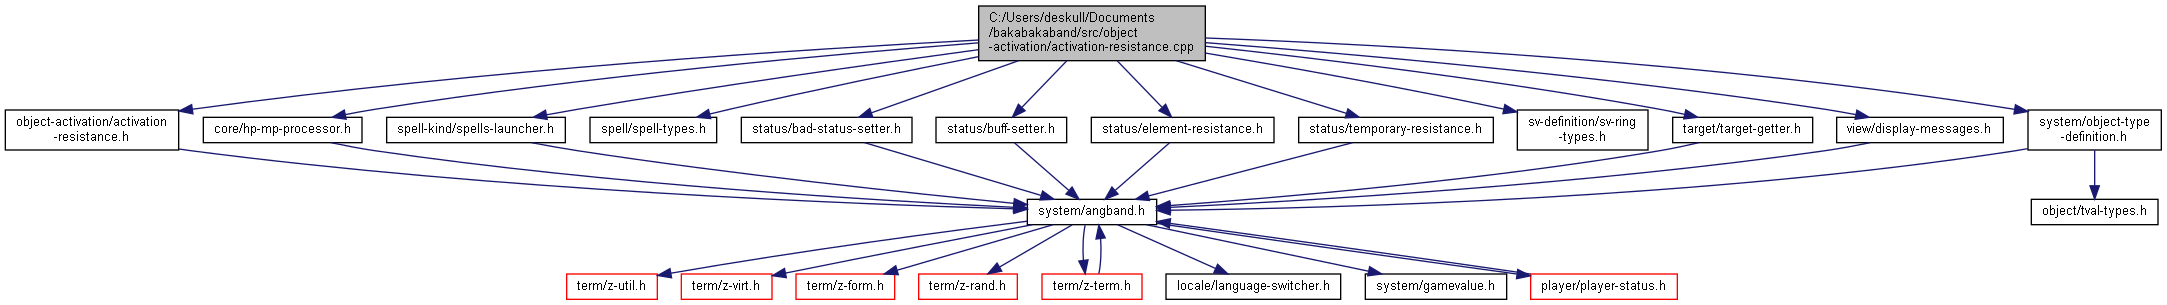 C:/Users/deskull/Documents
/bakabakaband/src/object
-activation/activation-resistance.cpp
object-activation/activation
-resistance.h
core/hp-mp-processor.h
spell-kind/spells-launcher.h
spell/spell-types.h
status/bad-status-setter.h
status/buff-setter.h
status/element-resistance.h
status/temporary-resistance.h
sv-definition/sv-ring
-types.h
target/target-getter.h
view/display-messages.h
system/object-type
-definition.h
system/angband.h
object/tval-types.h
term/z-util.h
term/z-virt.h
term/z-form.h
term/z-rand.h
term/z-term.h
locale/language-switcher.h
system/gamevalue.h
player/player-status.h